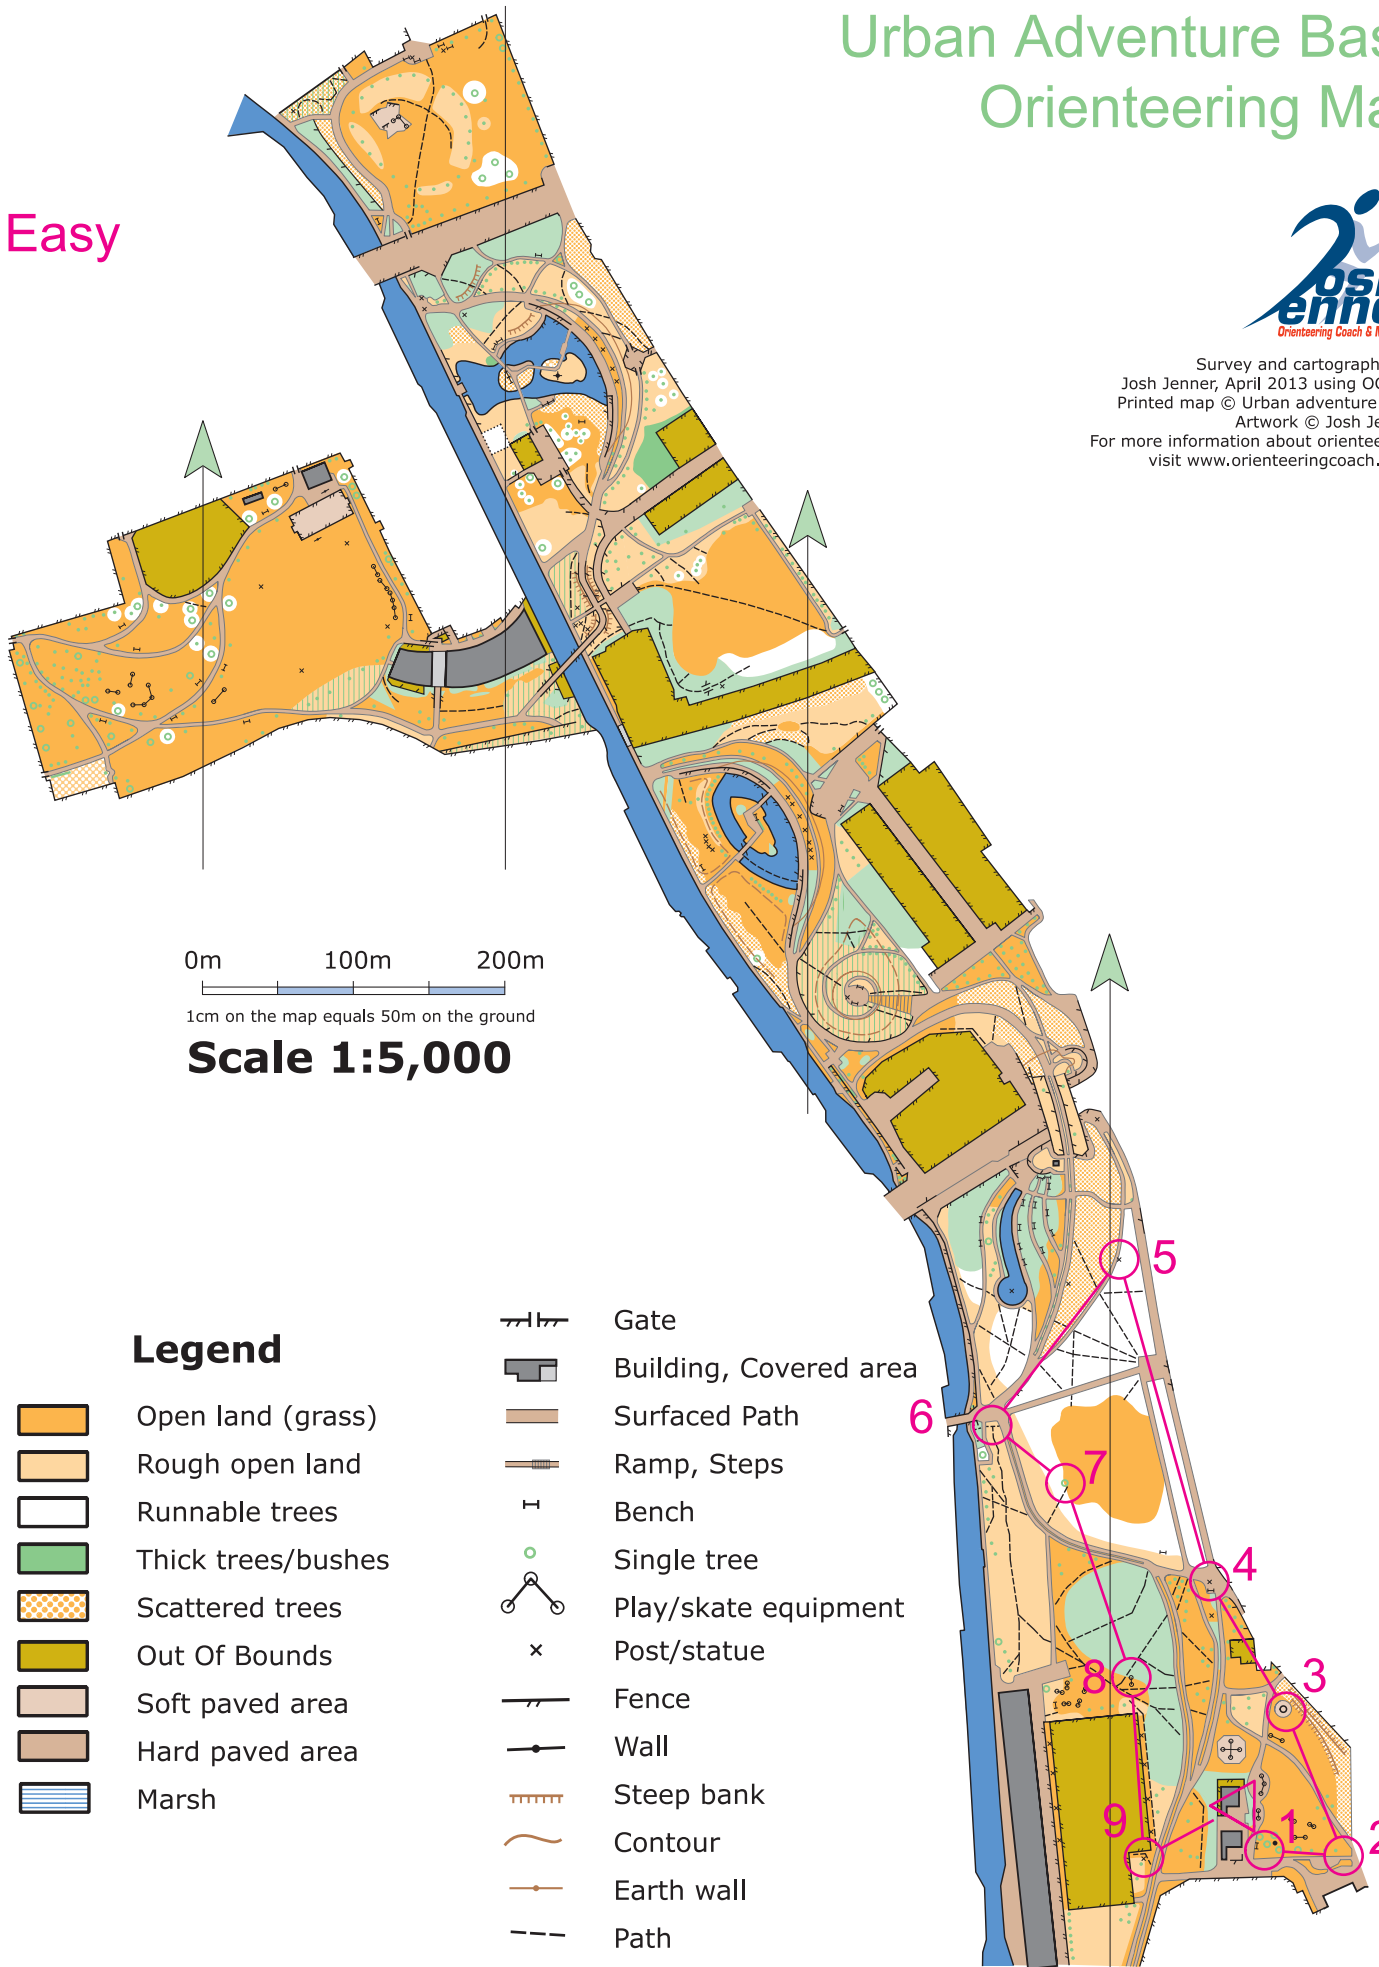 Urban Adventure Bas
Orienteering Ma
Easy
Orienteering Coach & M
Survey and cartograph
Josh Jenner, April 2013 using OC
Printed map © Urban adventure
Artwork © Josh Je
For more information about orientee
visit www.orienteeringcoach.
0m 100m 200m
1cm on the map equals 50m on the ground
Scale 1:5,000
5
6
7
4
8
3
9
1
2
Legend
Open land (grass)
Rough open land
Runnable trees
Thick trees/bushes
Scattered trees
Out Of Bounds
Soft paved area
Hard paved area
Marsh
Gate
Building, Covered area
Surfaced Path
Ramp, Steps
Bench
Single tree
Play/skate equipment
Post/statue
Fence
Wall
Steep bank
Contour
Earth wall
Path